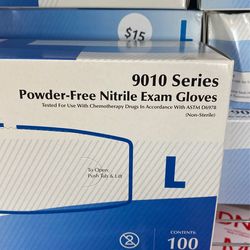 $15
L
9010 Series
Powder-Free Nitrile Exam Gloves
Tested For Use With Chemotherapy Drugs In Accordance With ASTM D6978
(Non-Sterile)
To Open:
Push Tab & Lift
L
CONTENTS:
100